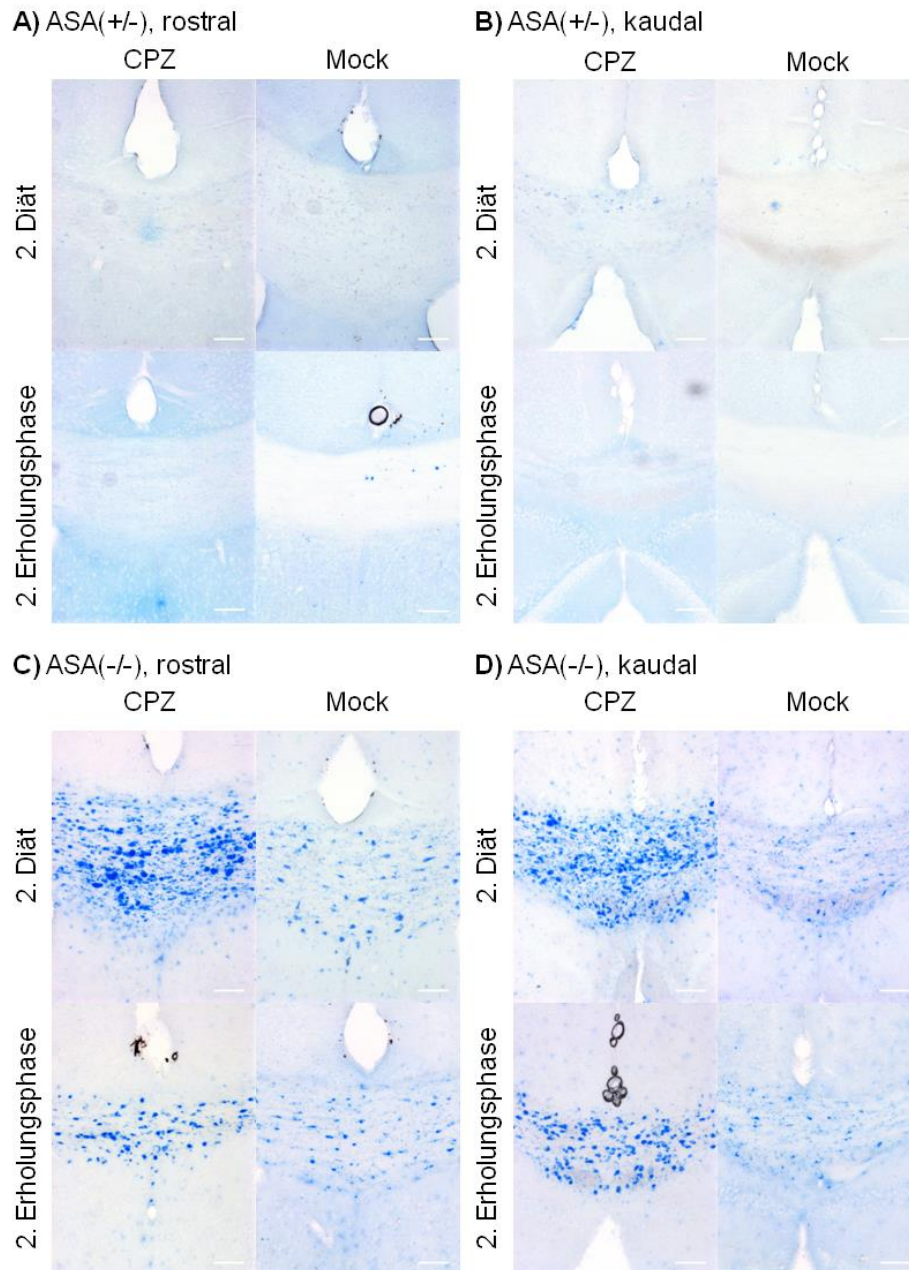 A) ASA(+/-), rostral
CPZ Mock
2. Diät
2. Erholungsphase
B) ASA(+/-), kaudal
CPZ Mock
2. Diät
2. Erholungsphase
C) ASA(-/-), rostral
CPZ Mock
2. Diät
2. Erholungsphase
D) ASA(-/-), kaudal
CPZ Mock
2. Diät
2. Erholungsphase